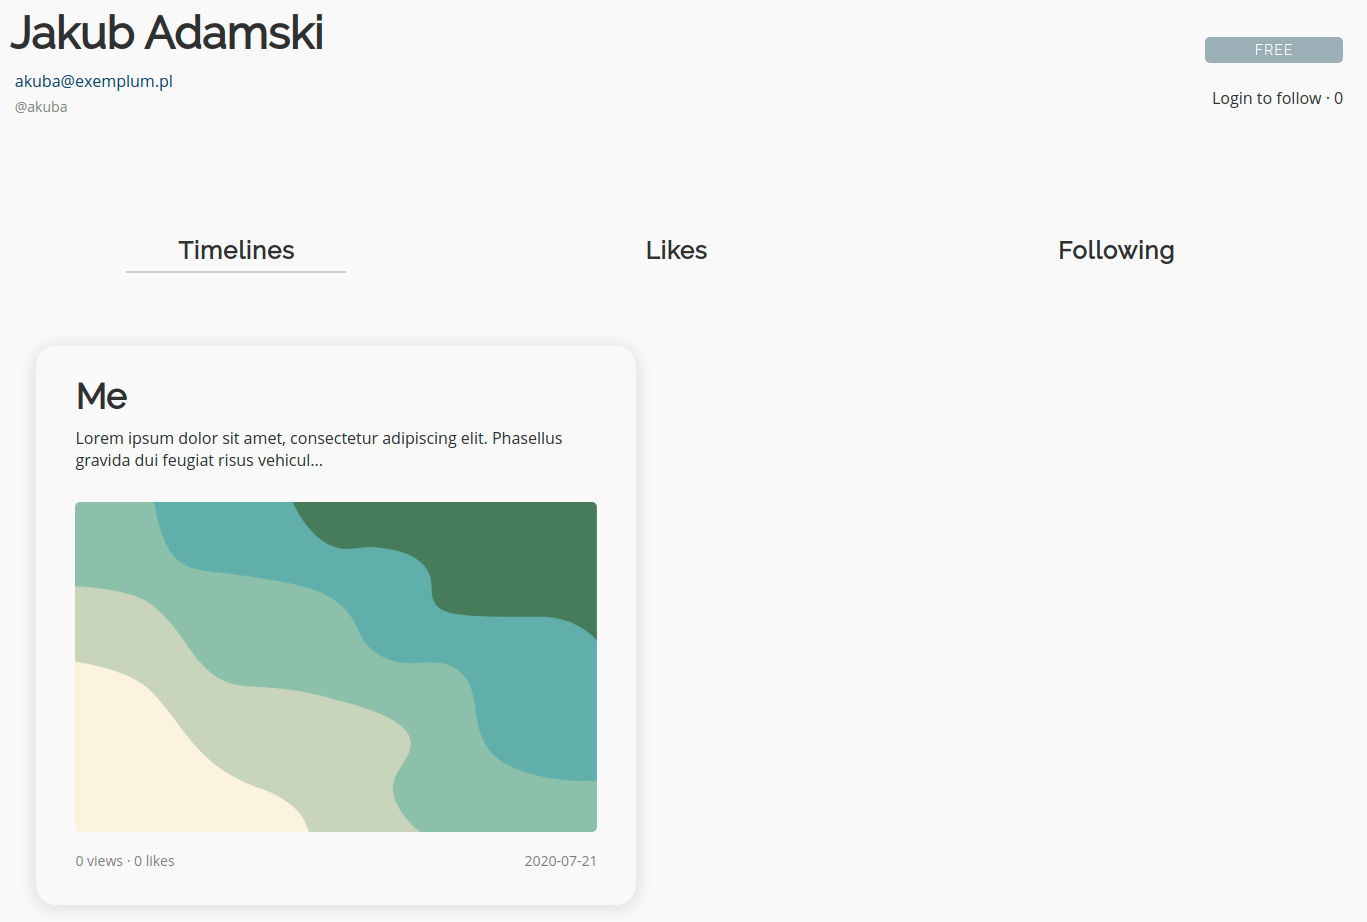 Jakub Adamski
akuba@exemplum.pl
@akuba
FREE
Login to follow · 0
Timelines
Likes
Following
Me
Lorem ipsum dolor sit amet, consectetur adipiscing elit. Phasellus
gravida dui feugiat risus vehicul...
0 views · 0 likes
2020-07-21